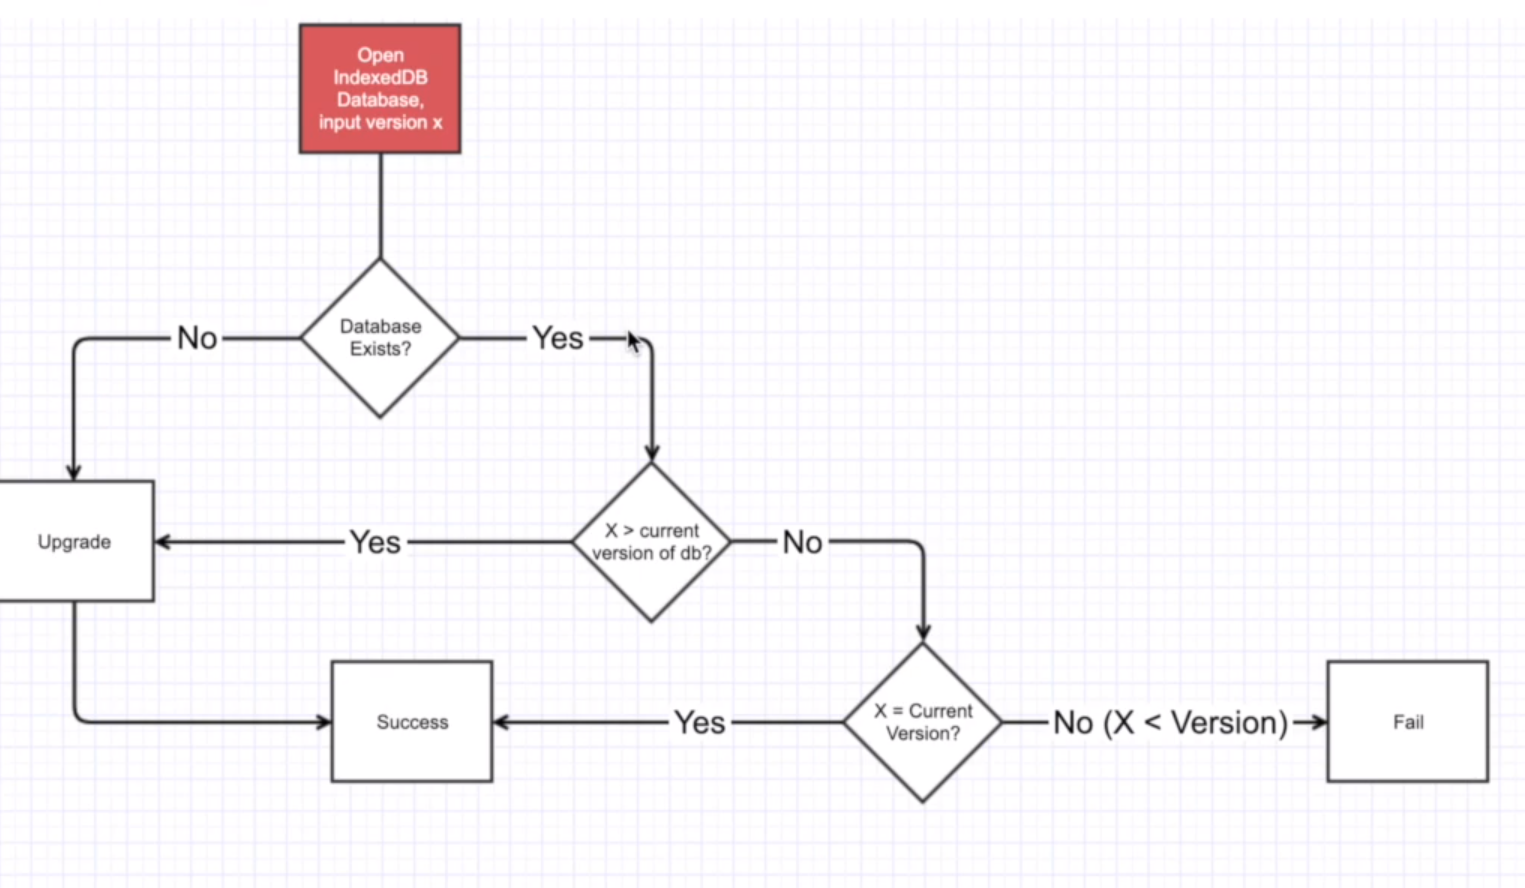 Open
IndexedDB
Database,
input version x
Database
Exists?
No
Yes
Upgrade
Yes
X > current
version of db?
No
Success
Yes
X = Current
Version?
No (X < Version)
Fail